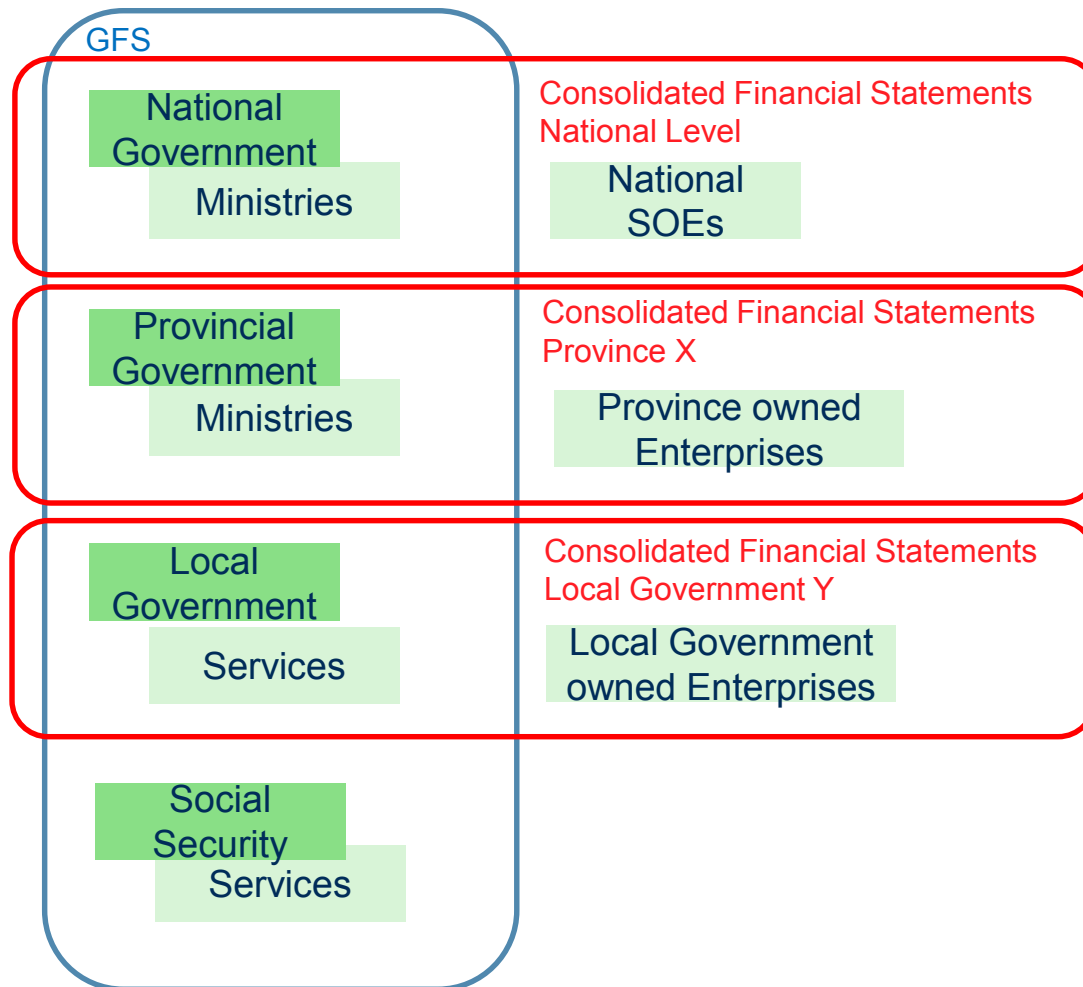 GFS
National
Government
Ministries
Consolidated Financial Statements
National Level
National
SOEs
Provincial
Government
Ministries
Consolidated Financial Statements
Province X
Province owned
Enterprises
Local
Government
Services
Consolidated Financial Statements
Local Government Y
Local Government
owned Enterprises
Social
Security
Services